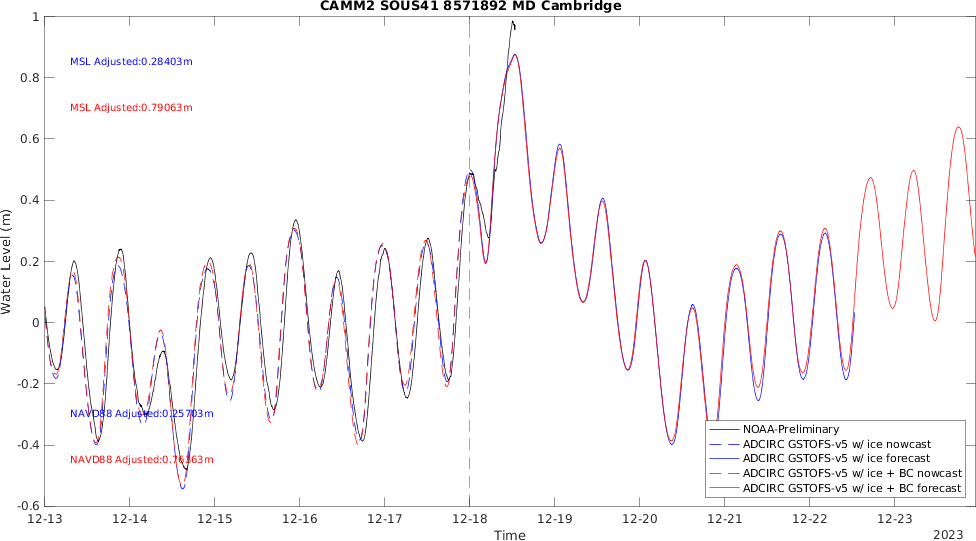 CAMM2 SOUS41 8571892 MD Cambridge
1
0.8
0.6
0.4
0.2
0
-0.2
-0.4
-0.6
Water Level (m)
MSL Adjusted:0.28403m
MSL Adjusted:0.79063m
NAVD88 Adjusted:0.25703m
NAVD88 Adjusted:0.76363m
NOAA-Preliminary
ADCIRC GSTOFS-v5 w/ ice nowcast
ADCIRC GSTOFS-v5 w/ ice forecast
ADCIRC GSTOFS-v5 w/ ice + BC nowcast
ADCIRC GSTOFS-v5 w/ ice + BC forecast
12-13 12-14 12-15 12-16 12-17 12-18 12-19 12-20 12-21 12-22 12-23
Time
2023